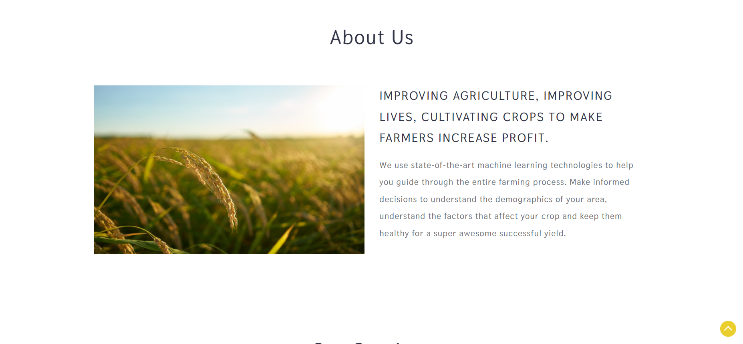 About Us
IMPROVING AGRICULTURE, IMPROVING
LIVES, CULTIVATING CROPS TO MAKE
FARMERS INCREASE PROFIT.
We use state-of-the-art machine learning technologies to help
you guide through the entire farming process. Make informed
decisions to understand the demographics of your area,
understand the factors that affect your crop and keep them
healthy for a super awesome successful yield.